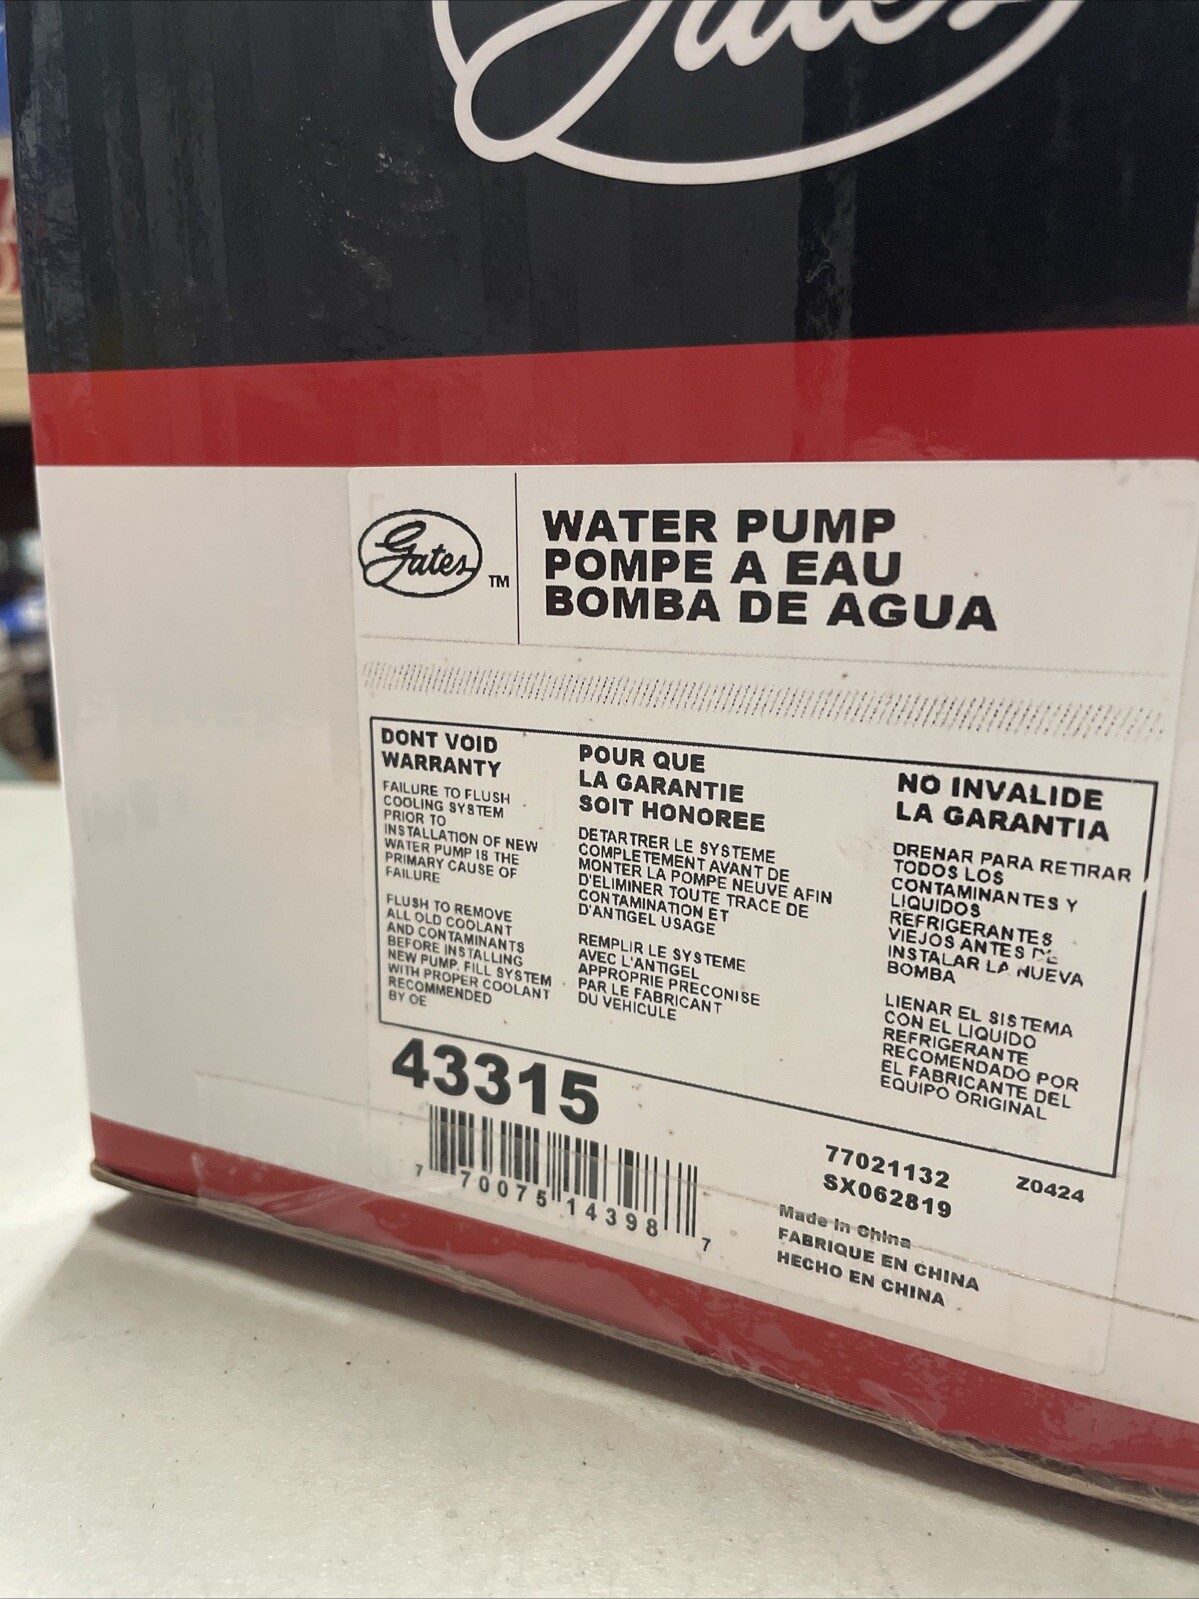 Gates
Gates TM
WATER PUMP
POMPE A EAU
BOMBA DE AGUA
DONT VOID
WARRANTY
FAILURE TO FLUSH
COOLING SYSTEM
PRIOR TO
INSTALLATION OF NEW
WATER PUMP IS THE
PRIMARY CAUSE OF
FAILURE
FLUSH TO REMOVE
ALL OLD COOLANT
AND CONTAMINANTS
BEFORE INSTALLING
NEW PUMP. FILL SYSTEM
WITH PROPER COOLANT
RECOMMENDED
BY OE
POUR QUE
LA GARANTIE
SOIT HONOREE
DETARTRER LE SYSTEME
COMPLETEMENT AVANT DE
MONTER LA POMPE NEUVE AFIN
D'ELIMINER TOUTE TRACE DE
CONTAMINATION ET
D'ANTIGEL USAGE
REMPLIR LE SYSTEME
AVEC L'ANTIGEL
APPROPRIE PRECONISE
PAR LE FABRICANT
DU VEHICULE
NO INVALIDE
LA GARANTIA
DRENAR PARA RETIRAR
TODOS LOS
CONTAMINANTES Y
LIQUIDOS
REFRIGERANTES
VIEJOS ANTES DE
INSTALAR LA NUEVA
BOMBA
LIENAR EL SISTEMA
CON EL LIQUIDO
REFRIGERANTE
RECOMENDADO POR
EL FABRICANTE DEL
EQUIPO ORIGINAL
43315
7 70075 14398 7
77021132
SX062819
Z0424
Made in China
FABRIQUE EN CHINA
HECHO EN CHINA